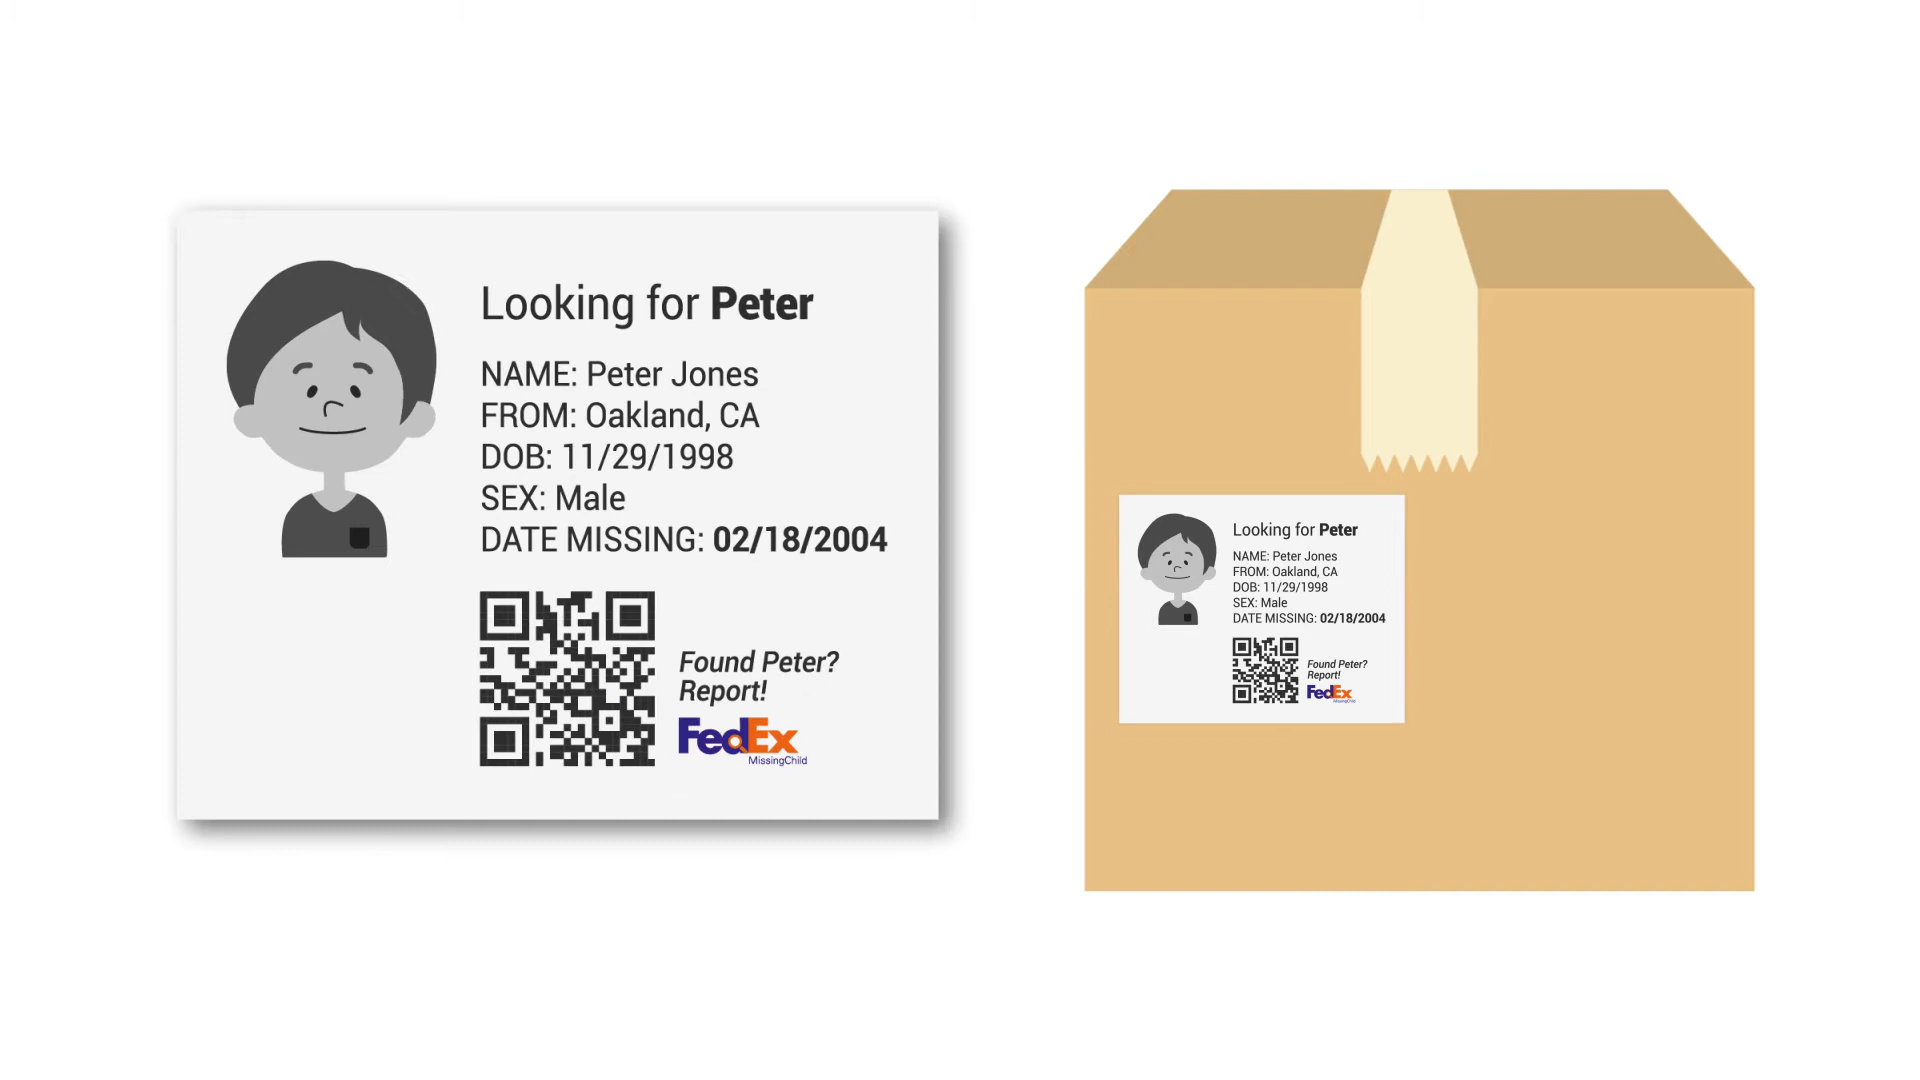 Looking for Peter
NAME: Peter Jones
FROM: Oakland, CA
DOB: 11/29/1998
SEX: Male
DATE MISSING: 02/18/2004
Found Peter?
Report!
FedEx
MissingChild
Looking for Peter
NAME: Peter Jones
FROM: Oakland, CA
DOB: 11/29/1998
SEX: Male
DATE MISSING: 02/18/2004
Found Peter?
Report!
FedEx
MissingChild